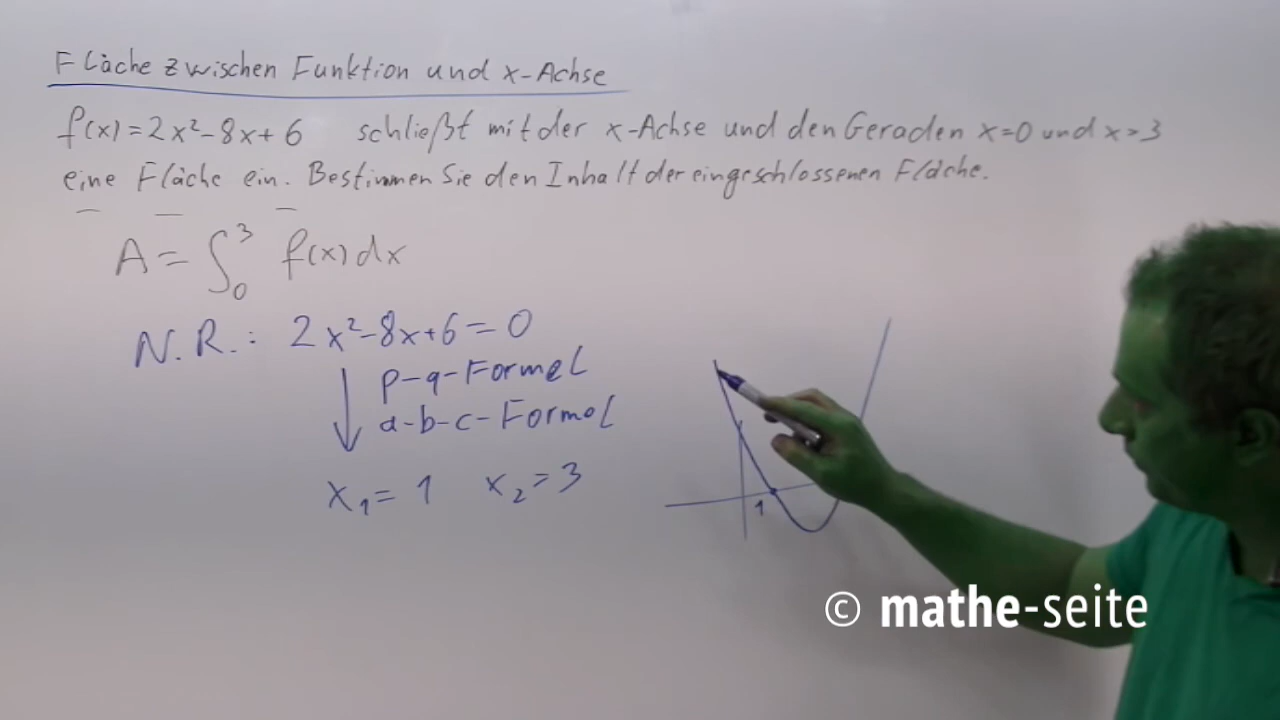 Fläche zwischen Funktion und x-Achse
f(x)=2x²-8x+6 schließt mit der x-Achse und den Geraden x=0 und x=3
eine Fläche ein. Bestimmen Sie den Inhalt der eingeschlossenen Fläche.
A = ∫₀³ f(x) dx
N.R.: 2x²-8x+6=0
p-q-Formel
a-b-c-Formel
x₁= 1 x₂=3
1
© mathe-seite